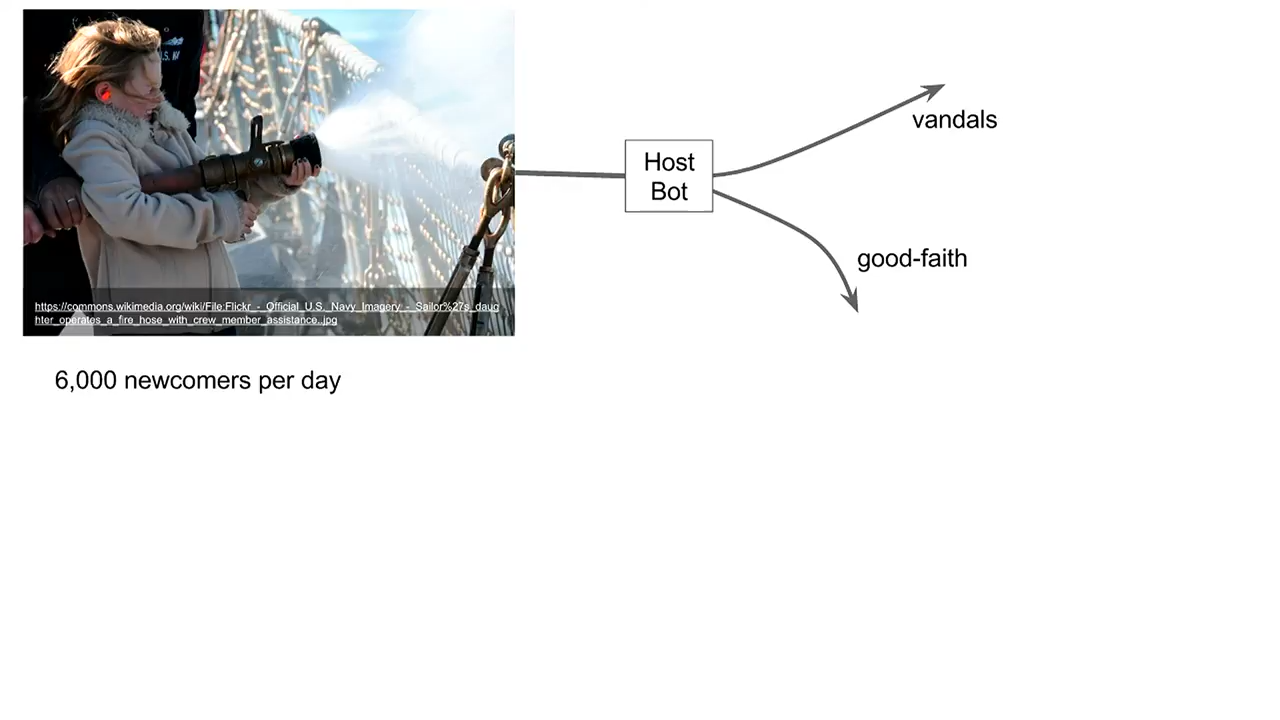 U.S. NA
https://commons.wikimedia.org/wiki/File:Flickr_-_Official_U.S._Navy_Imagery_-_Sailor%27s_daug
hter_operates_a_fire_hose_with_crew_member_assistance..jpg
6,000 newcomers per day
Host
Bot
vandals
good-faith